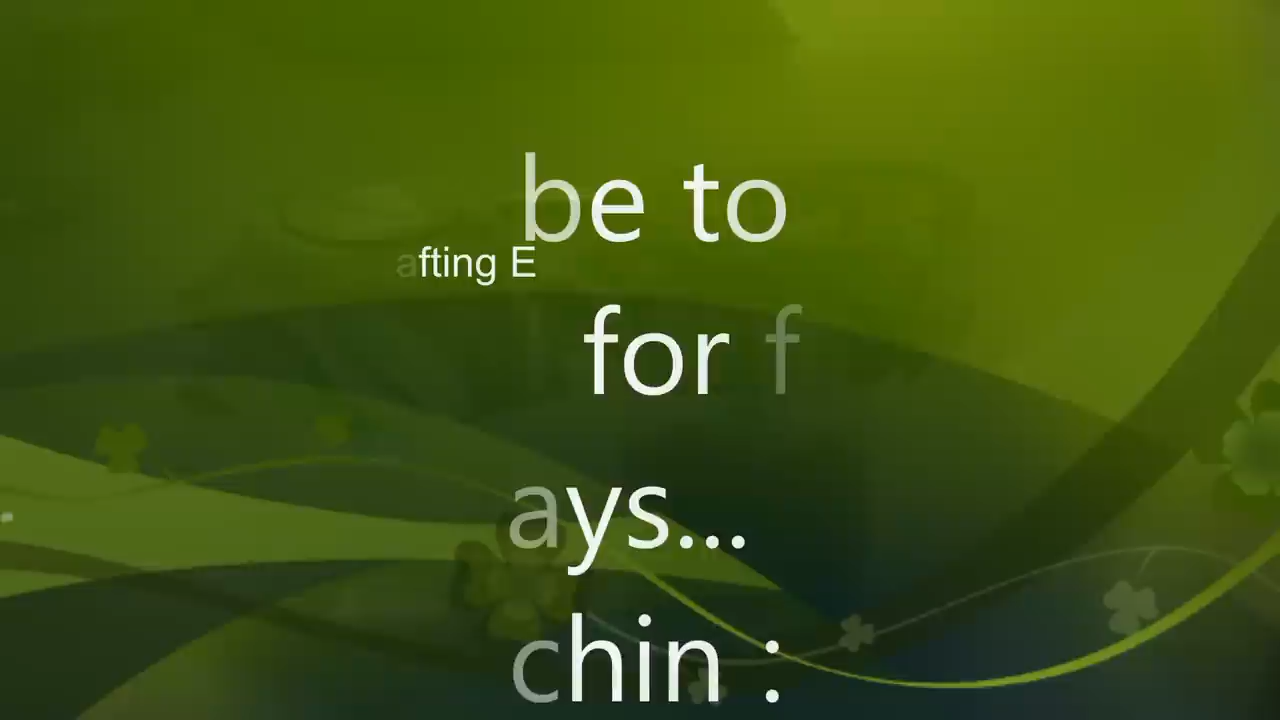 be to
afting E
for f
ays...
chin :